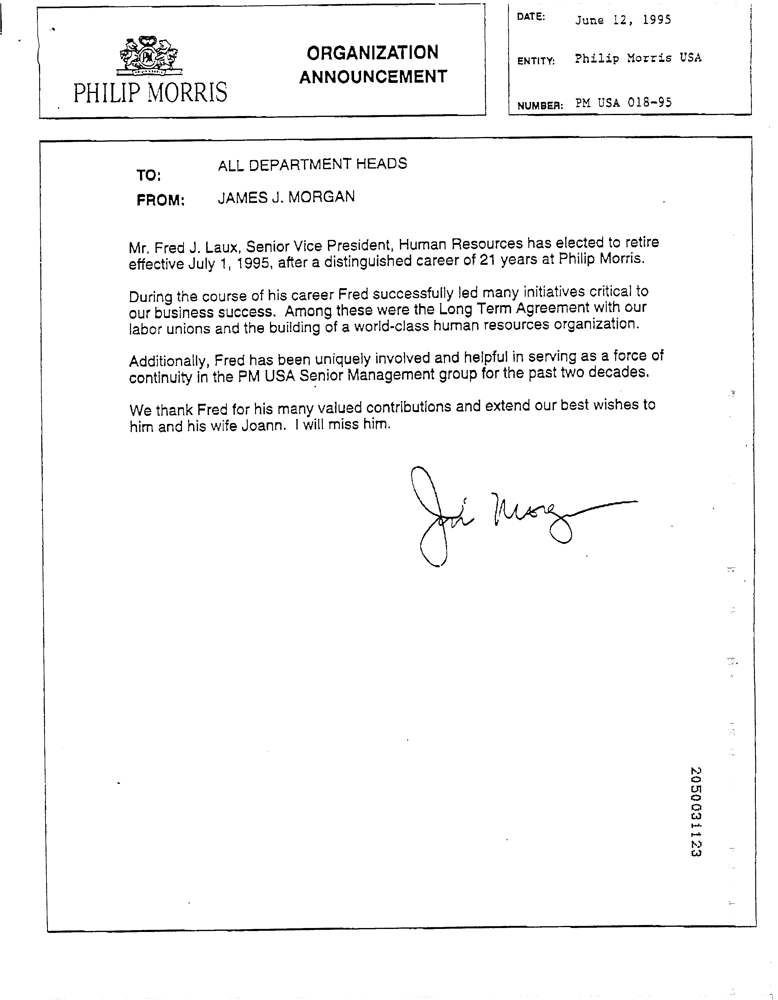 PHILIP MORRIS
ORGANIZATION
ANNOUNCEMENT
DATE: June 12, 1995
ENTITY: Philip Morris USA
NUMBER: PM USA 018-95
TO: ALL DEPARTMENT HEADS
FROM: JAMES J. MORGAN
Mr. Fred J. Laux, Senior Vice President, Human Resources has elected to retire
effective July 1, 1995, after a distinguished career of 21 years at Philip Morris.
During the course of his career Fred successfully led many initiatives critical to
our business success. Among these were the Long Term Agreement with our
labor unions and the building of a world-class human resources organization.
Additionally, Fred has been uniquely involved and helpful in serving as a force of
continuity in the PM USA Senior Management group for the past two decades.
We thank Fred for his many valued contributions and extend our best wishes to
him and his wife Joann. I will miss him.
2050031123